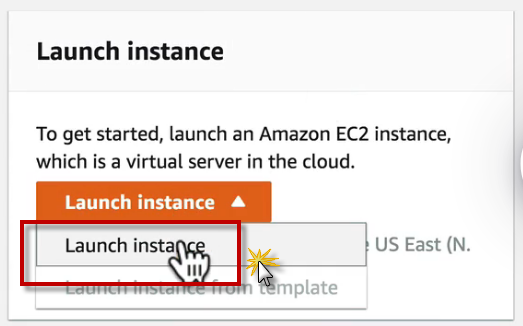 Launch instance
To get started, launch an Amazon EC2 instance,
which is a virtual server in the cloud.
Launch instance
Launch instance
US East (N.
Launch instance from template